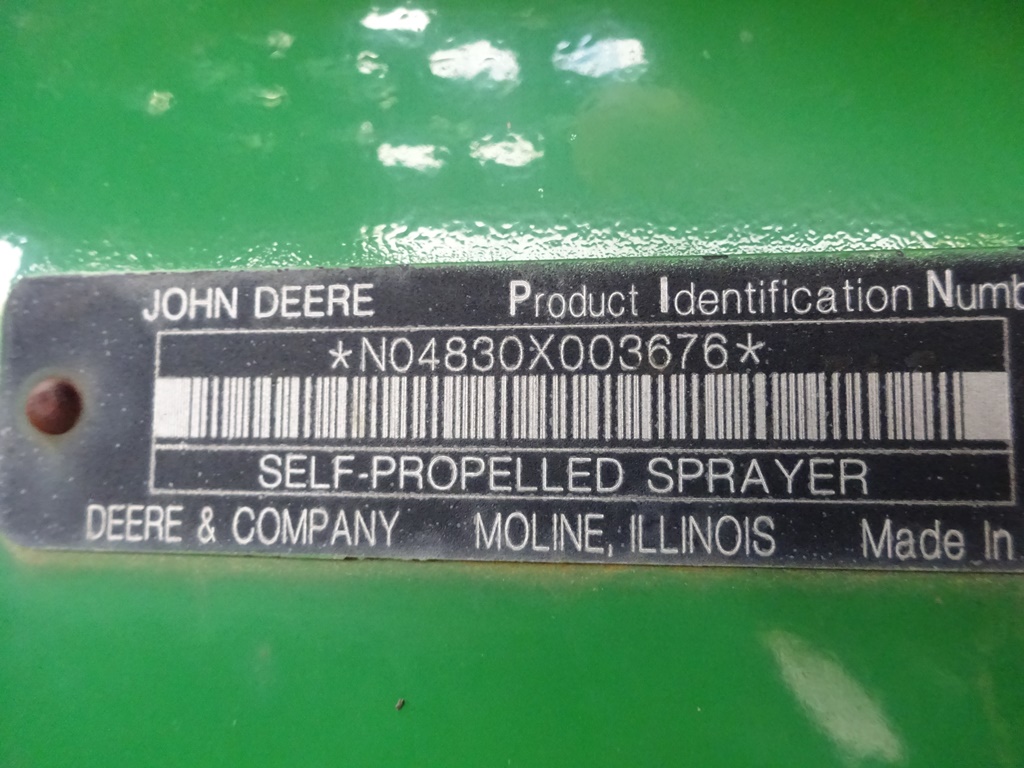 JOHN DEERE Product Identification Numb
*N04830X003676*
SELF-PROPELLED SPRAYER
DEERE & COMPANY MOLINE, ILLINOIS Made In